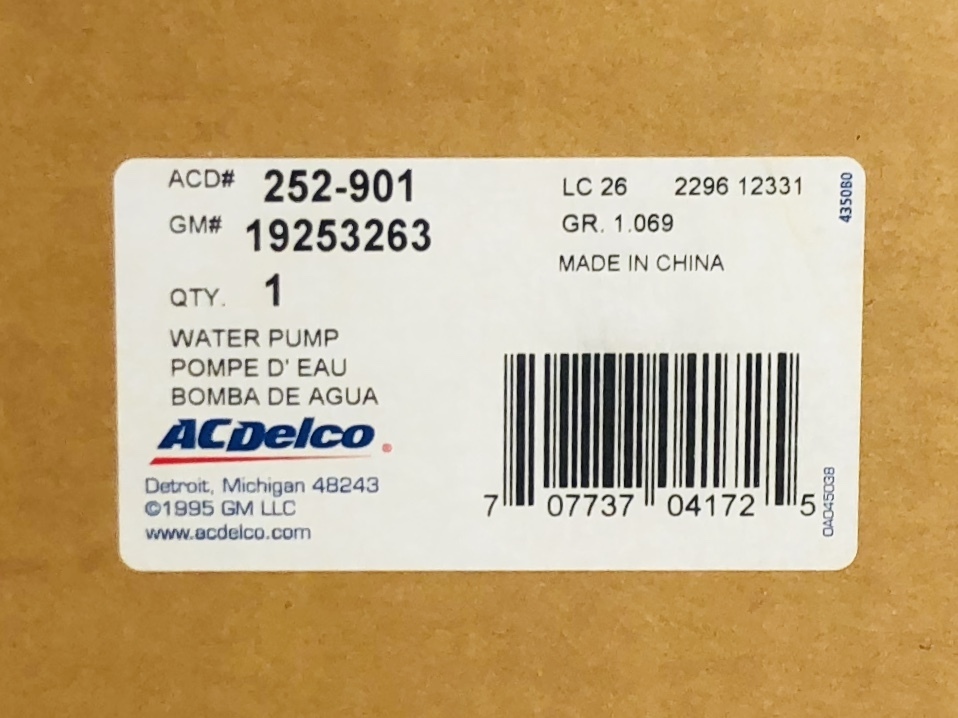 ACD# 252-901
GM# 19253263
QTY. 1
WATER PUMP
POMPE D' EAU
BOMBA DE AGUA
ACDelco
Detroit, Michigan 48243
©1995 GM LLC
www.acdelco.com
LC 26 2296 12331
GR. 1.069
MADE IN CHINA
4350B0
7 07737 04172 5
0AD45038